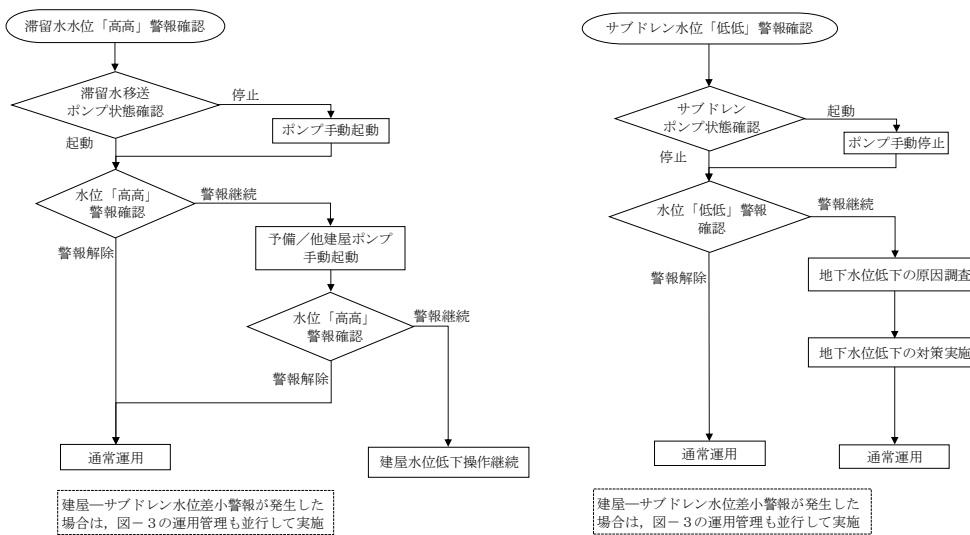 滞留水水位「高高」警報確認
滞留水移送
ポンプ状態確認
停止
ポンプ手動起動
起動
水位「高高」
警報確認
警報継続
予備／他建屋ポンプ
手動起動
警報解除
水位「高高」
警報確認
警報継続
警報解除
通常運用
建屋水位低下操作継続
建屋―サブドレン水位差小警報が発生した
場合は，図－３の運用管理も並行して実施
サブドレン水位「低低」警報確認
サブドレン
ポンプ状態確認
起動
ポンプ手動停止
停止
水位「低低」警報
確認
警報継続
地下水位低下の原因調査
警報解除
地下水位低下の対策実施
通常運用
通常運用
建屋―サブドレン水位差小警報が発生した
場合は，図－３の運用管理も並行して実施